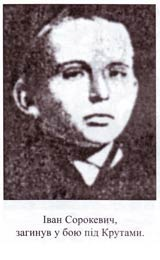 Іван Сорокевич,
загинув у бою під Крутами.